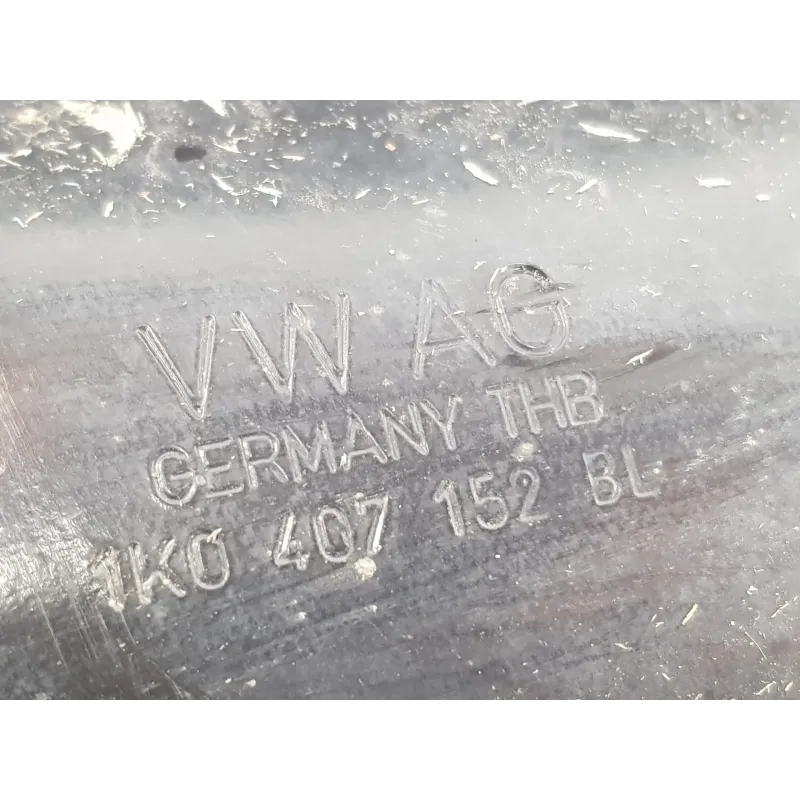 VW AG
GERMANY THB
1K0 407 152 BL